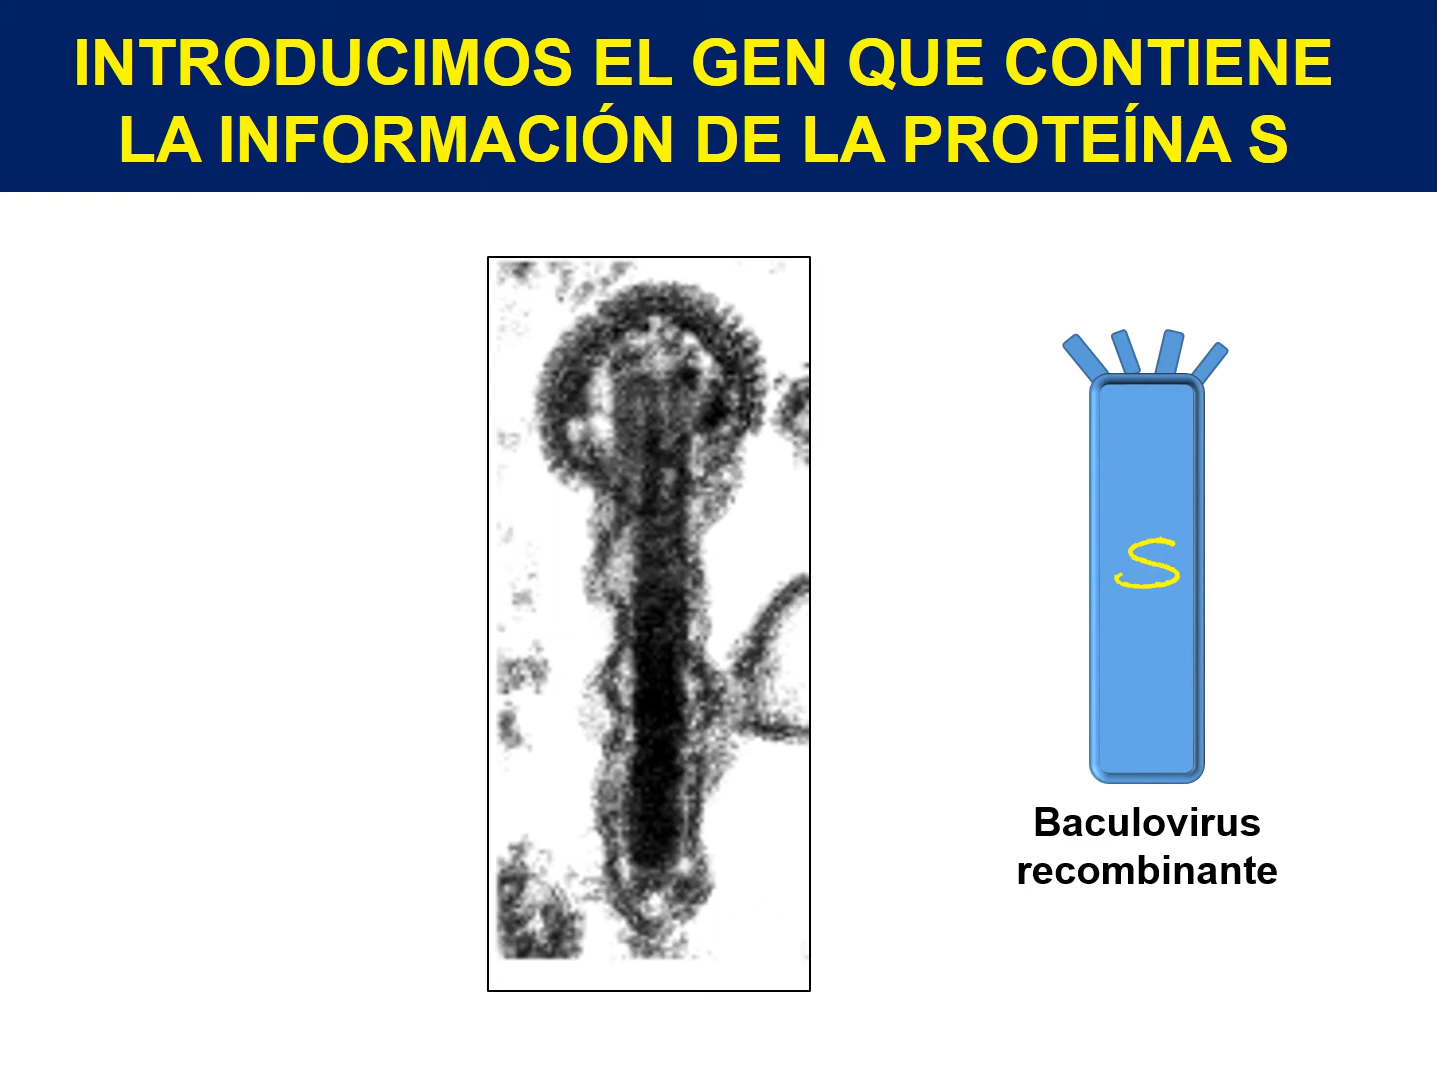 INTRODUCIMOS EL GEN QUE CONTIENE
LA INFORMACIÓN DE LA PROTEÍNA S
S
Baculovirus
recombinante